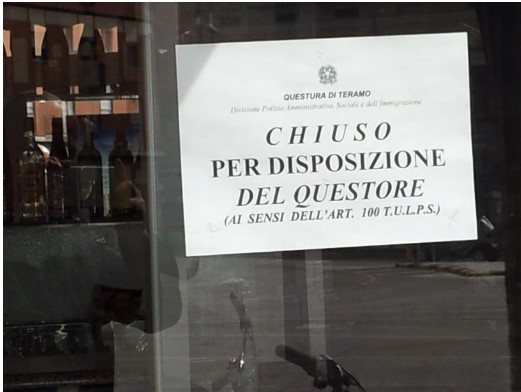 QUESTURA DI TERAMO
Divisione Polizia Amministrativa, Sociale e dell'Immigrazione
CHIUSO
PER DISPOSIZIONE
DEL QUESTORE
(AI SENSI DELL'ART. 100 T.U.L.P.S.)